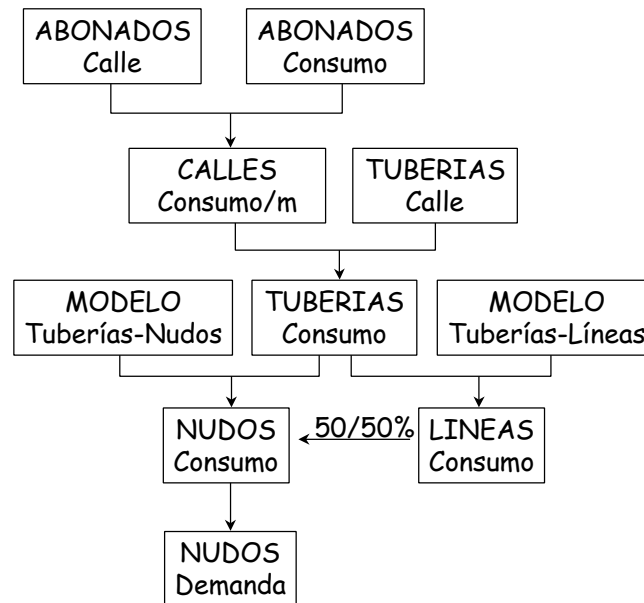 ABONADOS
Calle
ABONADOS
Consumo
CALLES
Consumo/m
TUBERIAS
Calle
MODELO
Tuberías-Nudos
TUBERIAS
Consumo
MODELO
Tuberías-Líneas
NUDOS
Consumo
50/50%
LINEAS
Consumo
NUDOS
Demanda